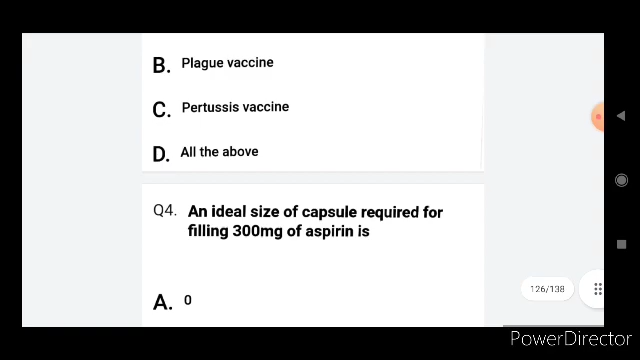 B. Plague vaccine
C. Pertussis vaccine
D. All the above
Q4. An ideal size of capsule required for
filling 300mg of aspirin is
126/138
A. 0
PowerDirector